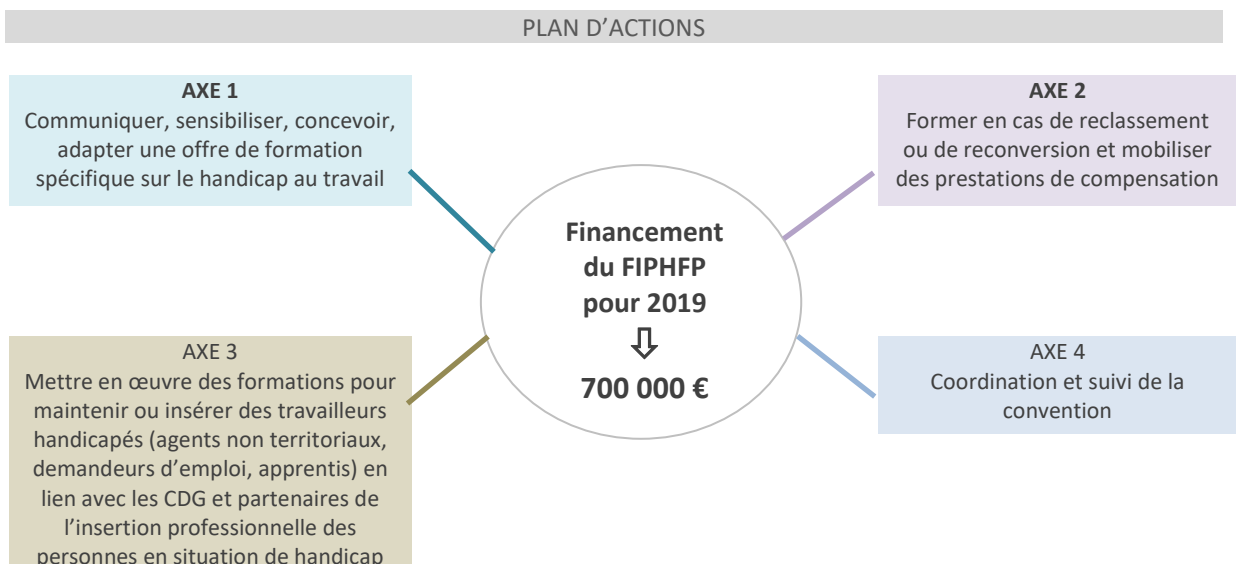 PLAN D’ACTIONS
AXE 1
Communiquer, sensibiliser, concevoir,
adapter une offre de formation
spécifique sur le handicap au travail
AXE 2
Former en cas de reclassement
ou de reconversion et mobiliser
des prestations de compensation
Financement
du FIPHFP
pour 2019
700 000 €
AXE 3
Mettre en œuvre des formations pour
maintenir ou insérer des travailleurs
handicapés (agents non territoriaux,
demandeurs d’emploi, apprentis) en
lien avec les CDG et partenaires de
l’insertion professionnelle des
personnes en situation de handicap
AXE 4
Coordination et suivi de la
convention